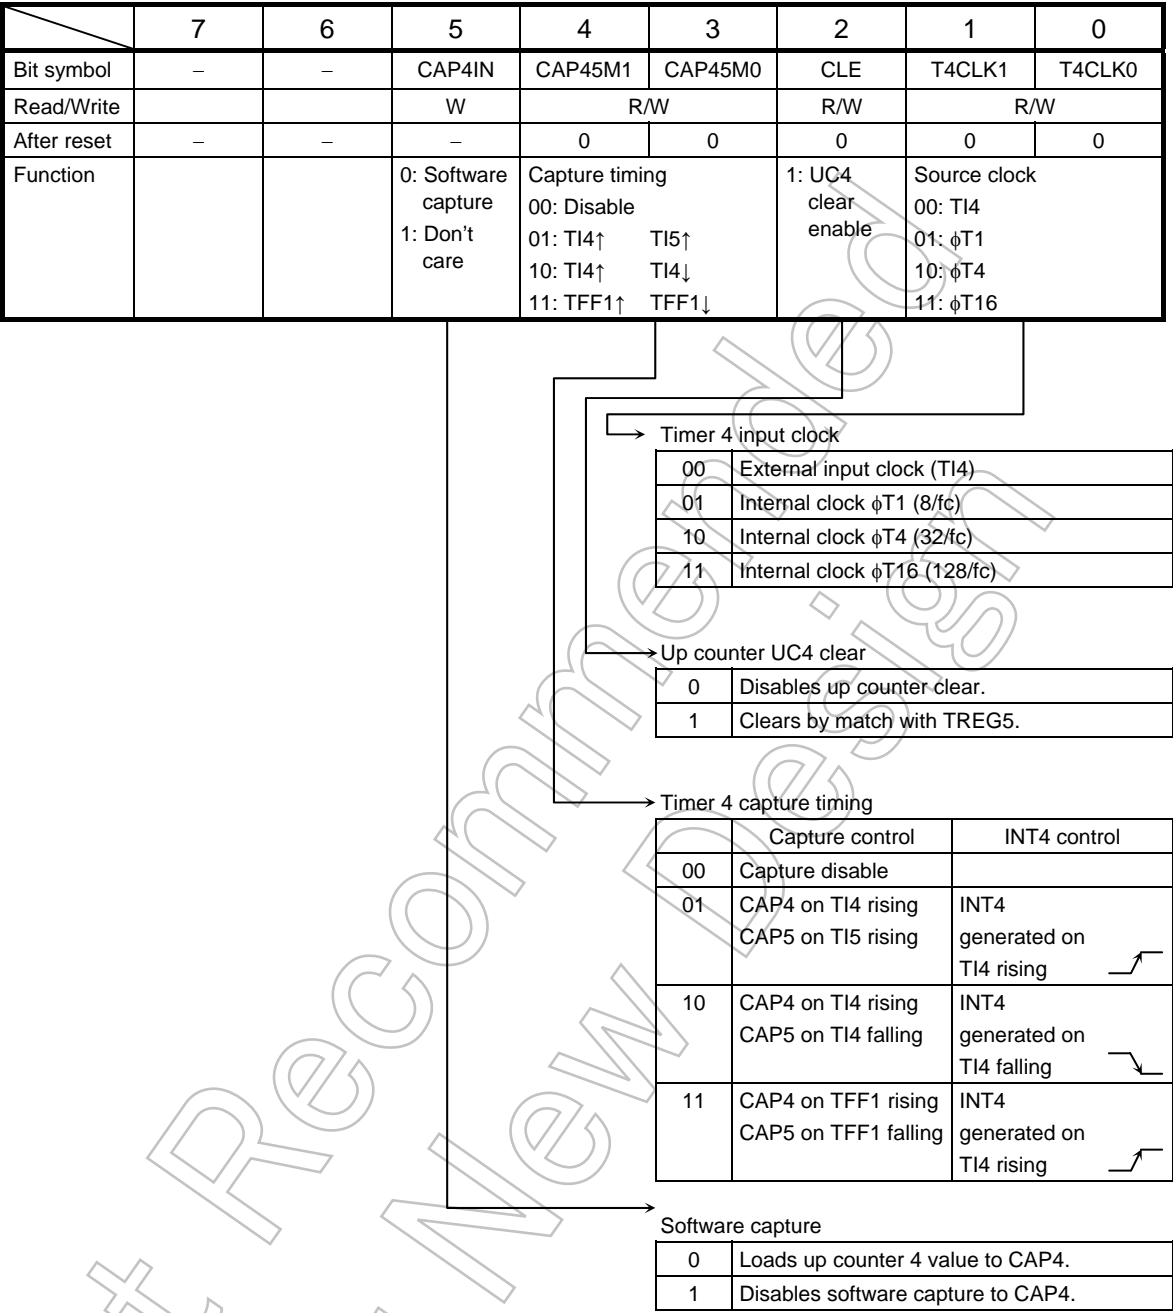 7 6 5 4 3 2 1 0
Bit symbol – – CAP4IN CAP45M1 CAP45M0 CLE T4CLK1 T4CLK0
Read/Write W R/W R/W R/W
After reset – – – 0 0 0 0 0
Function 0: Software Capture timing 1: UC4 Source clock
capture 00: Disable clear 00: TI4
1: Don't 01: TI4↑ TI5↑ enable 01: ϕT1
care 10: TI4↑ TI4↓ 10: ϕT4
11: TFF1↑ TFF1↓ 11: ϕT16
Timer 4 input clock
00 External input clock (TI4)
01 Internal clock ϕT1 (8/fc)
10 Internal clock ϕT4 (32/fc)
11 Internal clock ϕT16 (128/fc)
Up counter UC4 clear
0 Disables up counter clear.
1 Clears by match with TREG5.
Timer 4 capture timing
Capture control INT4 control
00 Capture disable
01 CAP4 on TI4 rising INT4
CAP5 on TI5 rising generated on
TI4 rising
10 CAP4 on TI4 rising INT4
CAP5 on TI4 falling generated on
TI4 falling
11 CAP4 on TFF1 rising INT4
CAP5 on TFF1 falling generated on
TI4 rising
Software capture
0 Loads up counter 4 value to CAP4.
1 Disables software capture to CAP4.
t Recommended
New Design